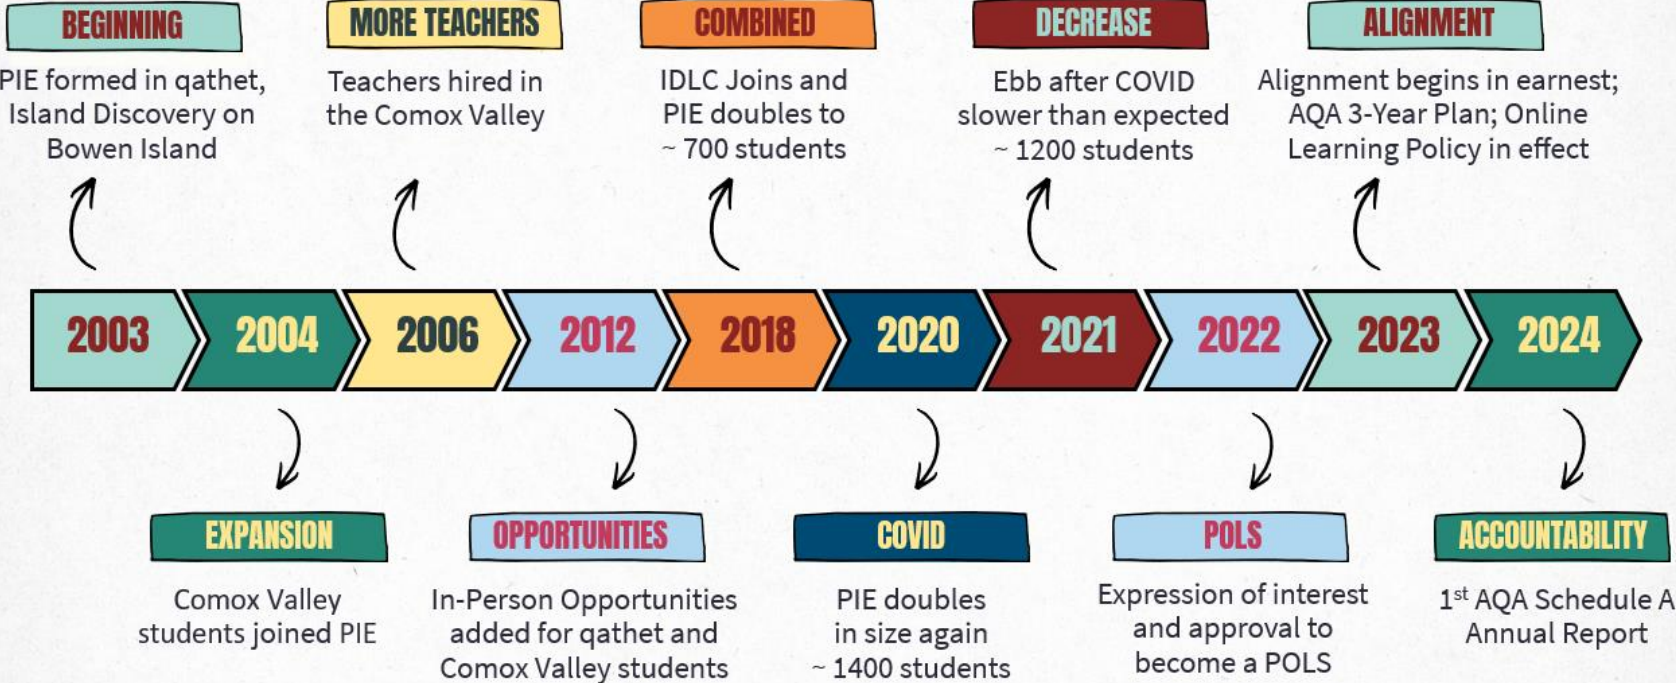 BEGINNING
PIE formed in qathet,
Island Discovery on
Bowen Island
MORE TEACHERS
Teachers hired in
the Comox Valley
COMBINED
IDLC Joins and
PIE doubles to
~ 700 students
DECREASE
Ebb after COVID
slower than expected
~ 1200 students
ALIGNMENT
Alignment begins in earnest;
AQA 3-Year Plan; Online
Learning Policy in effect
2003
2004
2006
2012
2018
2020
2021
2022
2023
2024
EXPANSION
Comox Valley
students joined PIE
OPPORTUNITIES
In-Person Opportunities
added for qathet and
Comox Valley students
COVID
PIE doubles
in size again
~ 1400 students
POLS
Expression of interest
and approval to
become a POLS
ACCOUNTABILITY
1st AQA Schedule A
Annual Report